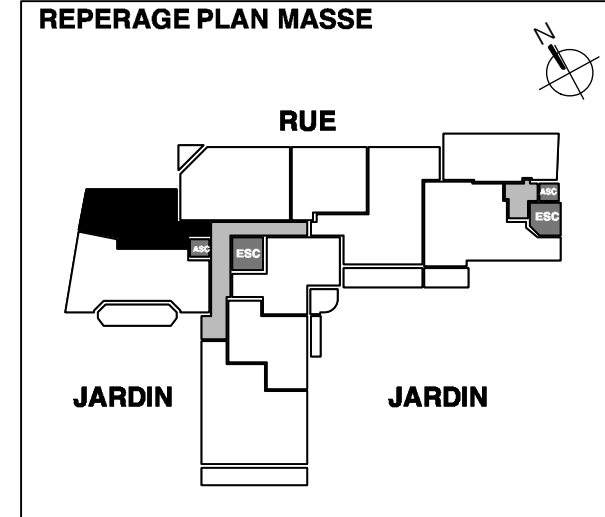 REPERAGE PLAN MASSE
N
RUE
ASC
ESC
ASC
ESC
JARDIN
JARDIN